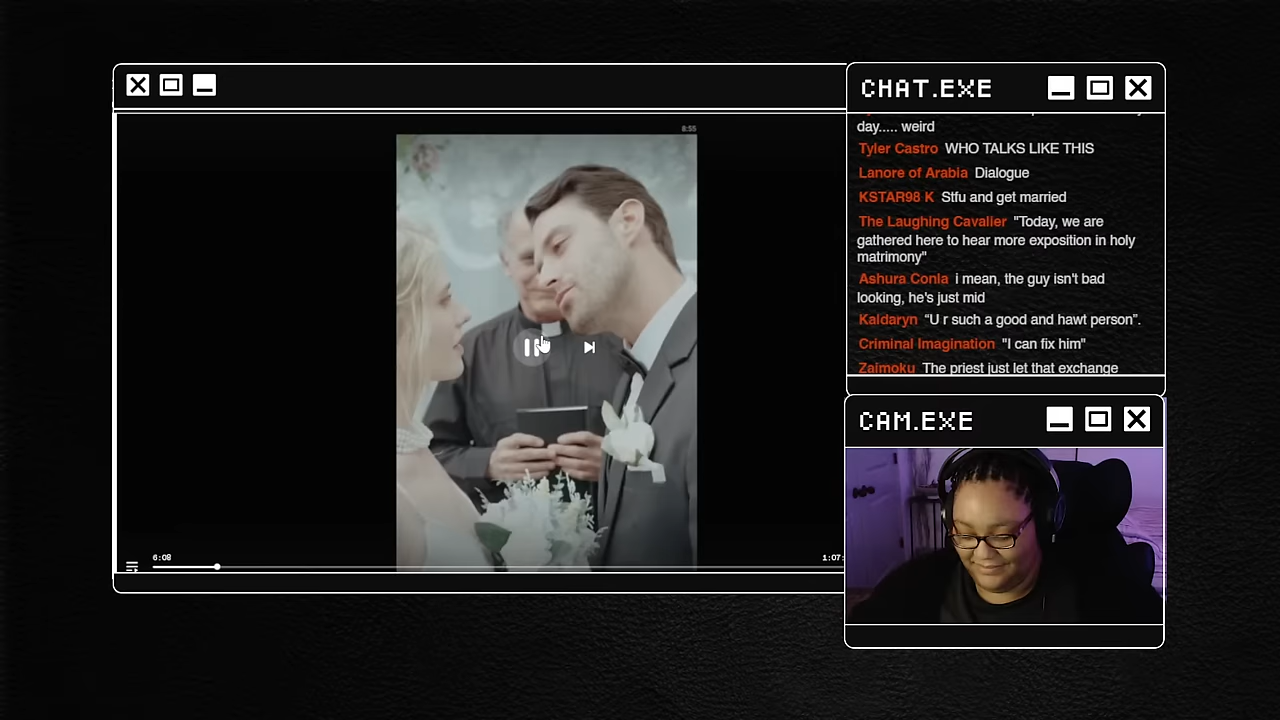 8:55
6:08
1:07:
CHAT.EXE
day..... weird
Tyler Castro WHO TALKS LIKE THIS
Lanore of Arabia Dialogue
KSTAR98 K Stfu and get married
The Laughing Cavalier "Today, we are
gathered here to hear more exposition in holy
matrimony"
Ashura Conla i mean, the guy isn't bad
looking, he's just mid
Kaldaryn “U r such a good and hawt person”.
Criminal Imagination "I can fix him"
Zaimoku The priest just let that exchange
CAM.EXE